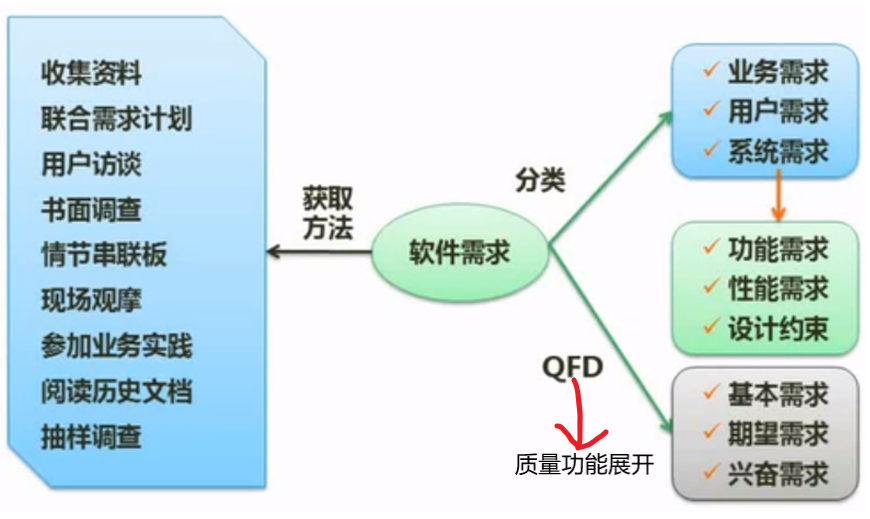 收集资料
联合需求计划
用户访谈
书面调查
情节串联板
现场观摩
参加业务实践
阅读历史文档
抽样调查
获取
方法
软件需求
分类
QFD
质量功能展开
业务需求
用户需求
系统需求
功能需求
性能需求
设计约束
基本需求
期望需求
兴奋需求